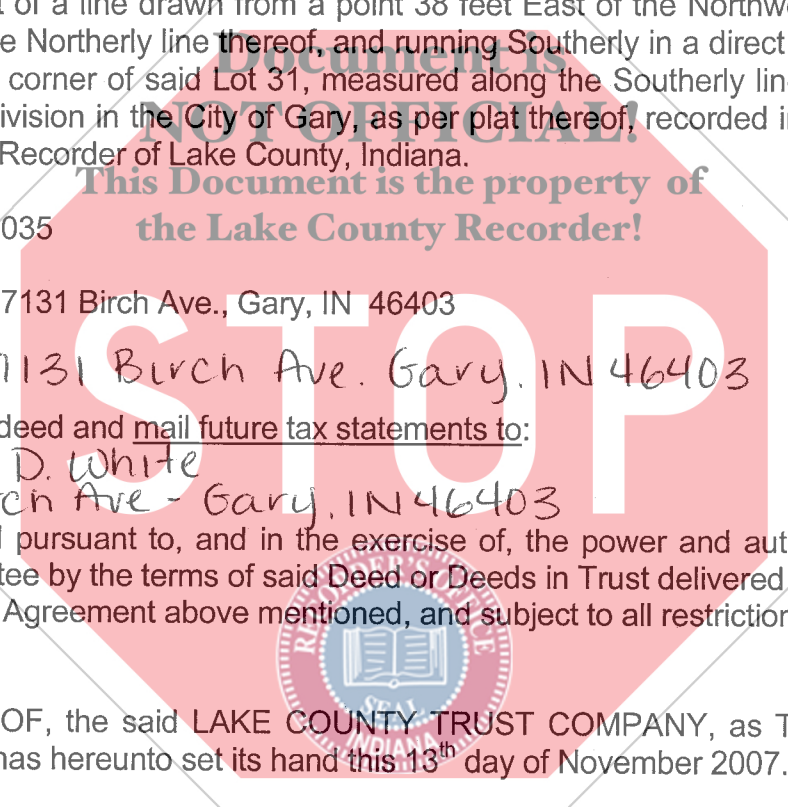 of a line drawn from a point 38 feet East of the Northw
e Northerly line thereof, and running Southerly in a direct
Document is
corner of said Lot 31, measured along the Southerly lin
ivision in the City of Gary, as per plat thereof, recorded i
NOT OFFICIAL!
Recorder of Lake County, Indiana.
This Document is the property of
035
the Lake County Recorder!
7131 Birch Ave., Gary, IN 46403
STOP
7131 Birch Ave. Gary, IN 46403
deed and mail future tax statements to:
D. White
rch Ave - Gary, IN 46403
pursuant to, and in the exercise of, the power and aut
tee by the terms of said Deed or Deeds in Trust delivered
Agreement above mentioned, and subject to all restriction
RECORDER'S OFFICE
SEAL
INDIANA
OF, the said LAKE COUNTY TRUST COMPANY, as T
has hereunto set its hand this 13th day of November 2007.